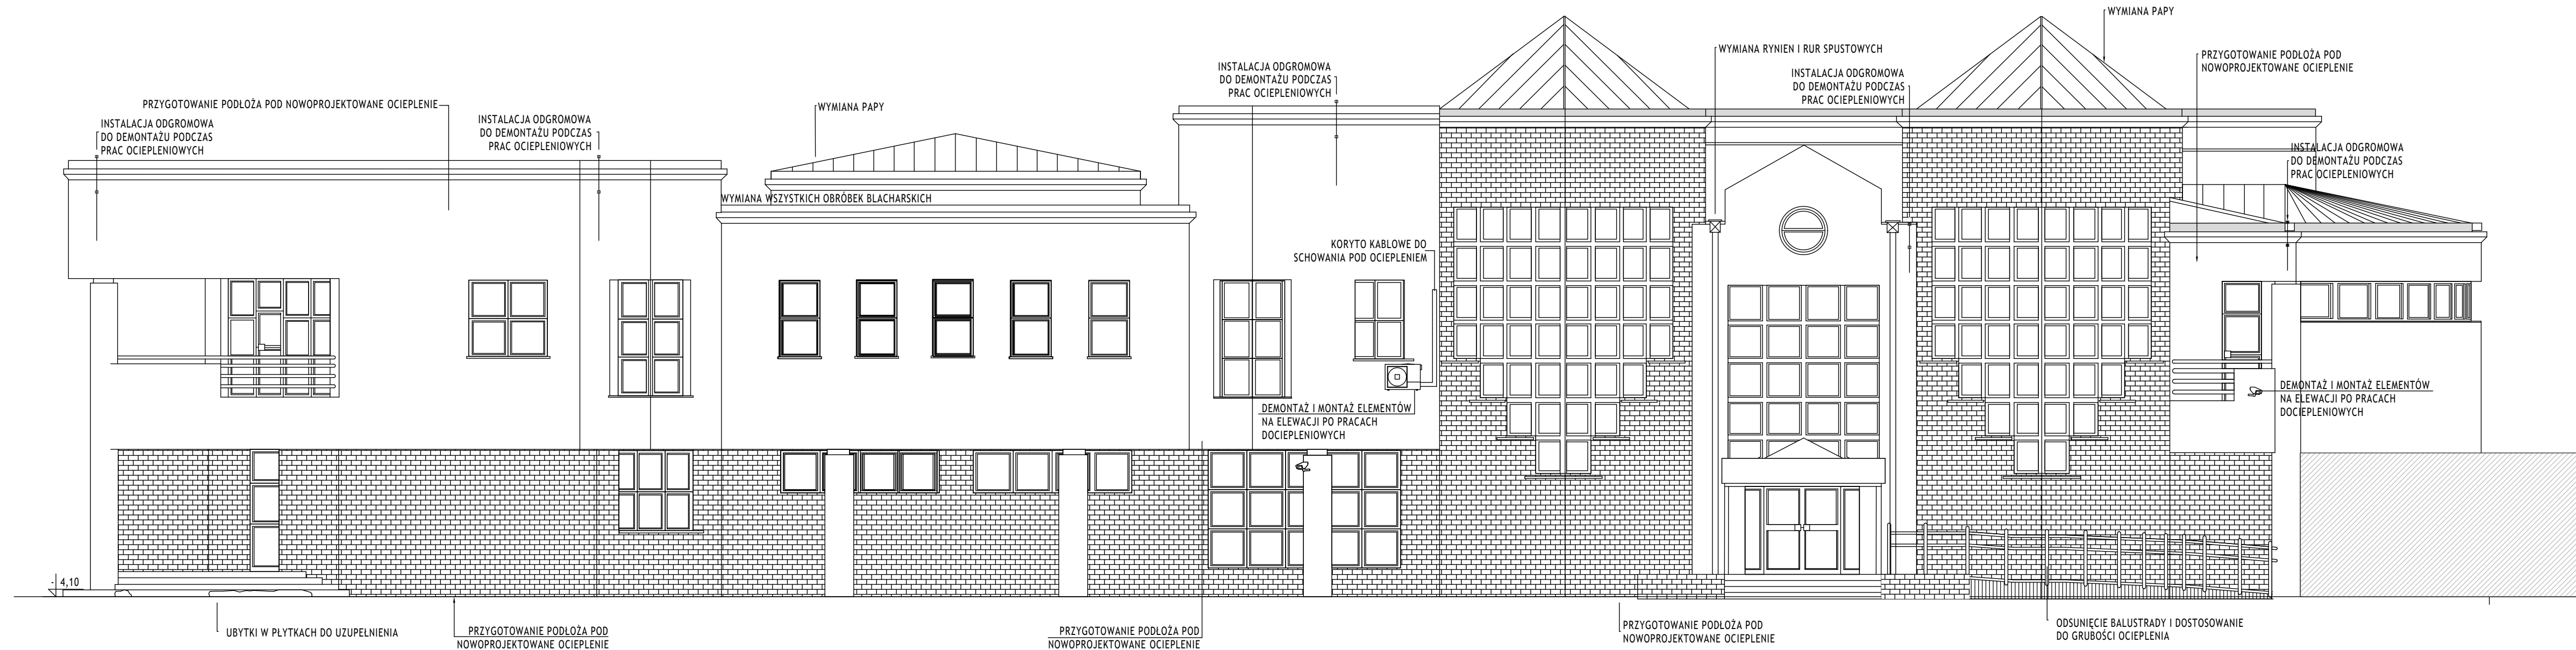 WYMIANA PAPY
WYMIANA RYNIEN I RUR SPUSTOWYCH
PRZYGOTOWANIE PODŁOŻA POD
NOWOPROJEKTOWANE OCIEPLENIE
INSTALACJA ODGROMOWA
DO DEMONTAŻU PODCZAS
PRAC OCIEPLENIOWYCH
INSTALACJA ODGROMOWA
DO DEMONTAŻU PODCZAS
PRAC OCIEPLENIOWYCH
PRZYGOTOWANIE PODŁOŻA POD NOWOPROJEKTOWANE OCIEPLENIE
WYMIANA PAPY
INSTALACJA ODGROMOWA
DO DEMONTAŻU PODCZAS
PRAC OCIEPLENIOWYCH
INSTALACJA ODGROMOWA
DO DEMONTAŻU PODCZAS
PRAC OCIEPLENIOWYCH
INSTALACJA ODGROMOWA
DO DEMONTAŻU PODCZAS
PRAC OCIEPLENIOWYCH
WYMIANA WSZYSTKICH OBRÓBEK BLACHARSKICH
KORYTO KABLOWE DO
SCHOWANIA POD OCIEPLENIEM
DEMONTAŻ I MONTAŻ ELEMENTÓW
NA ELEWACJI PO PRACACH
DOCIEPLENIOWYCH
DEMONTAŻ I MONTAŻ ELEMENTÓW
NA ELEWACJI PO PRACACH
DOCIEPLENIOWYCH
- 4,10
UBYTKI W PŁYTKACH DO UZUPEŁNIENIA
PRZYGOTOWANIE PODŁOŻA POD
NOWOPROJEKTOWANE OCIEPLENIE
PRZYGOTOWANIE PODŁOŻA POD
NOWOPROJEKTOWANE OCIEPLENIE
PRZYGOTOWANIE PODŁOŻA POD
NOWOPROJEKTOWANE OCIEPLENIE
ODSUNIĘCIE BALUSTRADY I DOSTOSOWANIE
DO GRUBOŚCI OCIEPLENIA